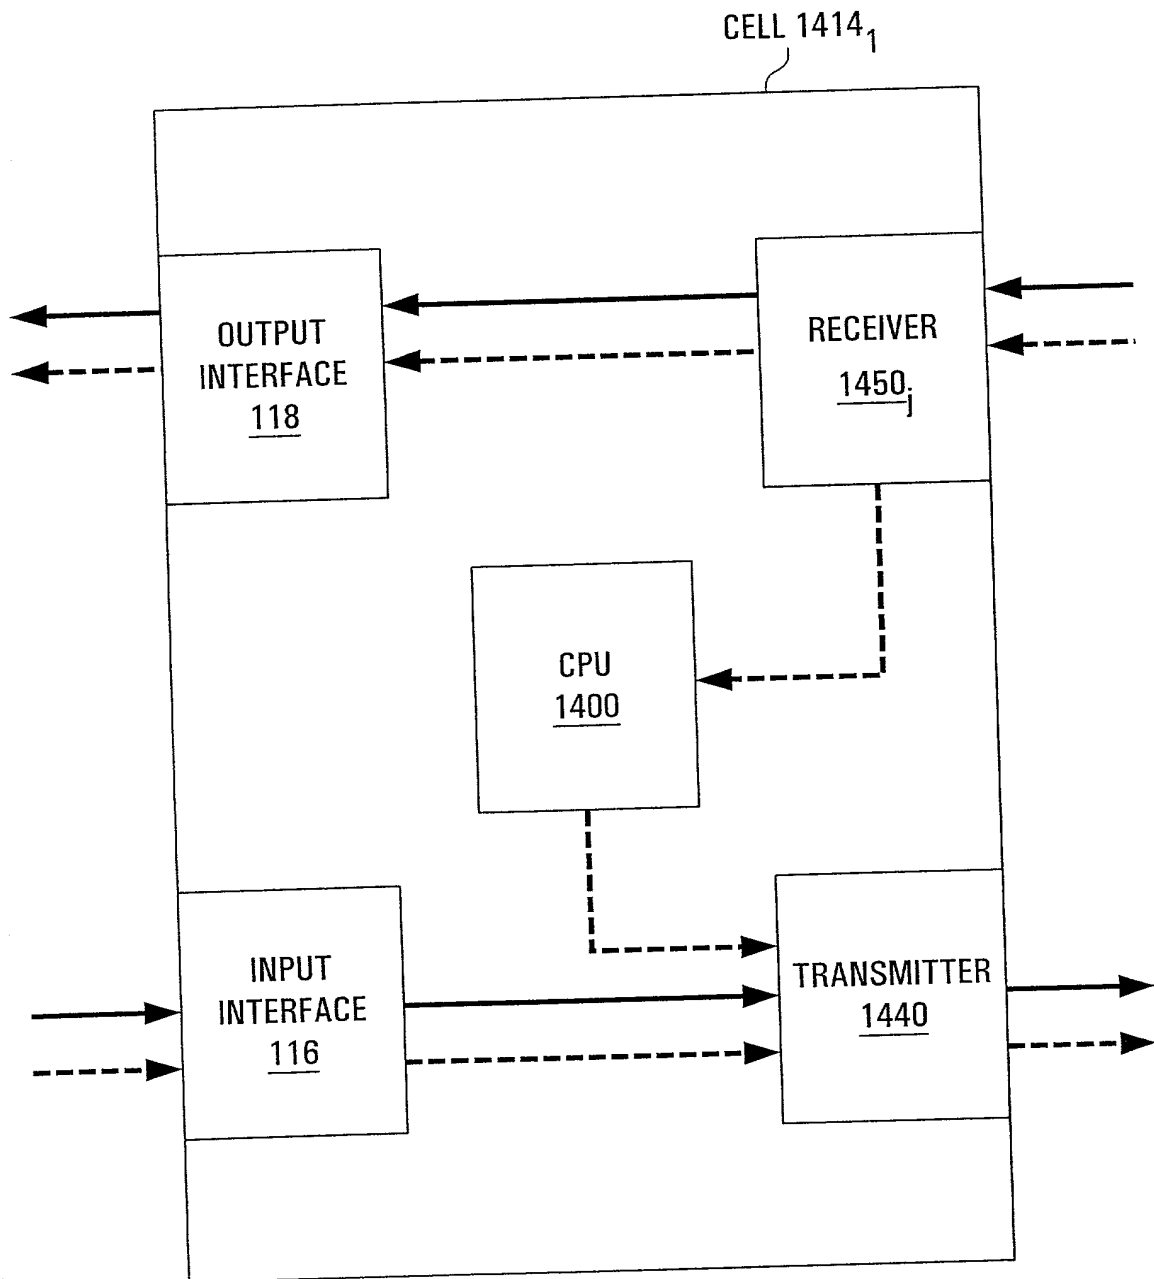 CELL 1414₁
OUTPUT
INTERFACE
118
RECEIVER
1450ⱼ
CPU
1400
INPUT
INTERFACE
116
TRANSMITTER
1440